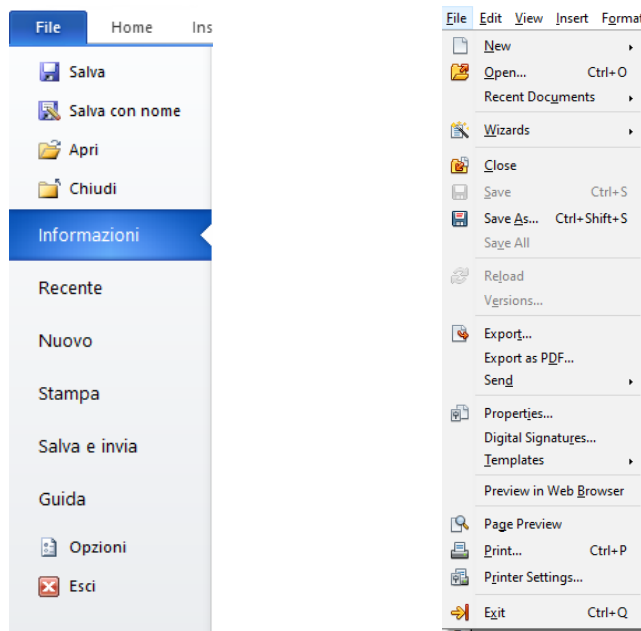 File Home Ins
Salva
Salva con nome
Apri
Chiudi
Informazioni
Recente
Nuovo
Stampa
Salva e invia
Guida
Opzioni
Esci
File Edit View Insert Format
New
Open... Ctrl+O
Recent Documents
Wizards
Close
Save Ctrl+S
Save As... Ctrl+Shift+S
Save All
Reload
Versions...
Export...
Export as PDF...
Send
Properties...
Digital Signatures...
Templates
Preview in Web Browser
Page Preview
Print... Ctrl+P
Printer Settings...
Exit Ctrl+Q